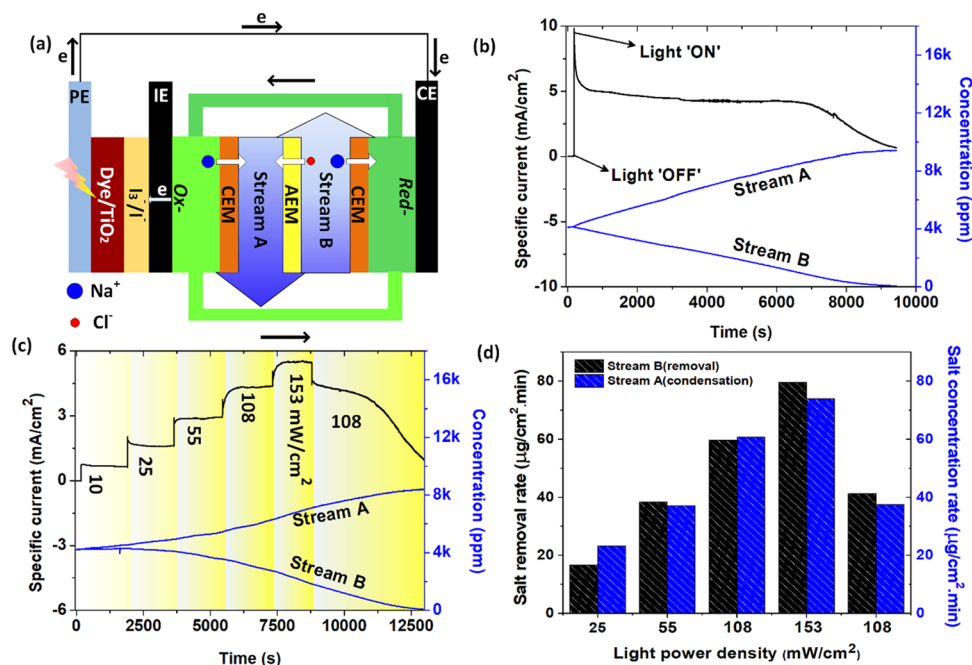 (a)
e
e
e
PE
IE
CE
Dye/TiO2
I3-/I-
e
Ox-
CEM
Stream A
AEM
Stream B
CEM
Red-
Na+
Cl-
(b)
Specific current (mA/cm2)
10
5
0
-5
-10
Light 'ON'
Light 'OFF'
Stream A
Stream B
16k
12k
8k
4k
0
Concentration (ppm)
0 2000 4000 6000 8000 10000
Time (s)
(c)
Specific current (mA/cm2)
6
3
0
-3
-6
10
25
55
108
153 mW/cm2
108
Stream A
Stream B
16k
12k
8k
4k
0
Concentration (ppm)
0 2500 5000 7500 10000 12500
Time (s)
(d)
Salt removal rate (μg/cm2.min)
80
60
40
20
0
Stream B(removal)
Stream A(condensation)
80
60
40
20
0
Salt concentration rate (μg/cm2.min)
25 55 108 153 108
Light power density (mW/cm2)